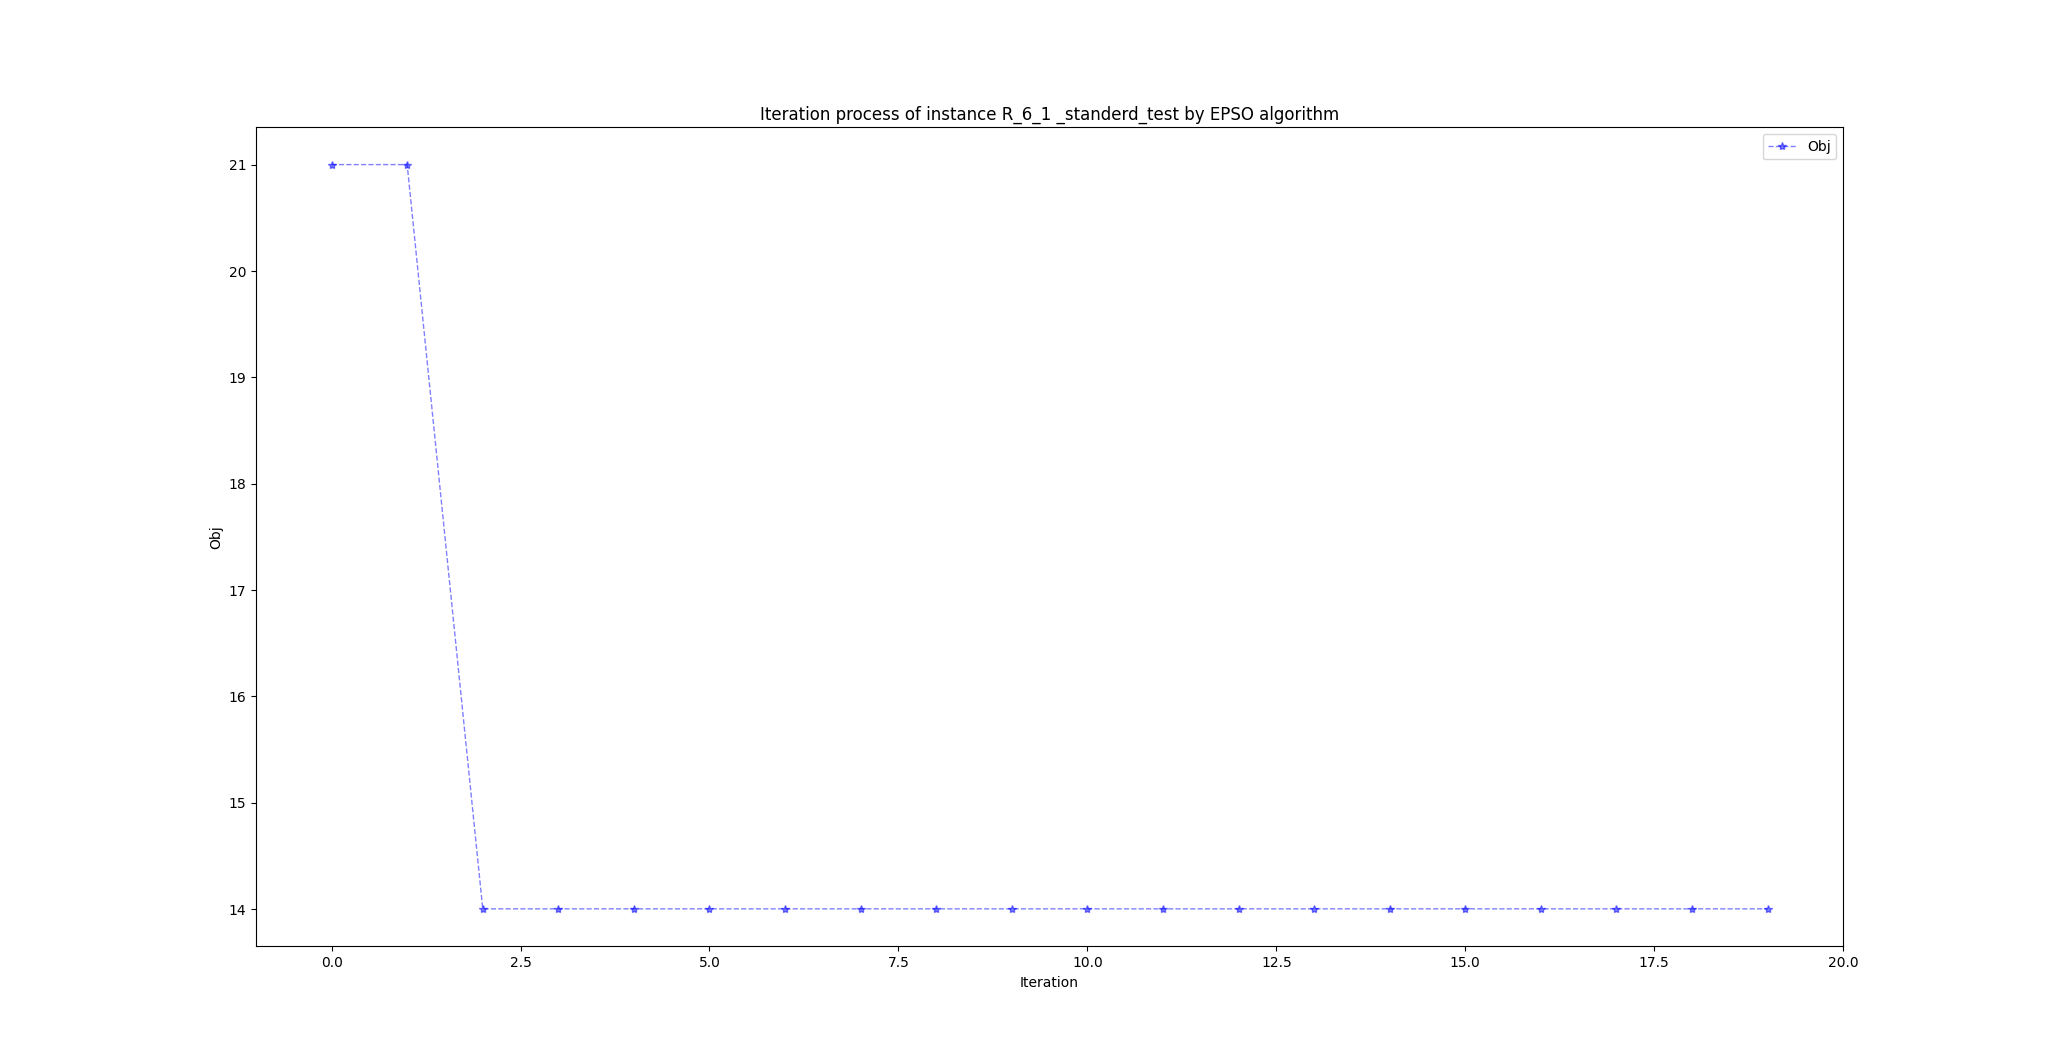 Iteration process of instance R_6_1 _standerd_test by EPSO algorithm
Obj
21
20
19
18
17
16
15
14
Obj
0.0 2.5 5.0 7.5 10.0 12.5 15.0 17.5 20.0
Iteration